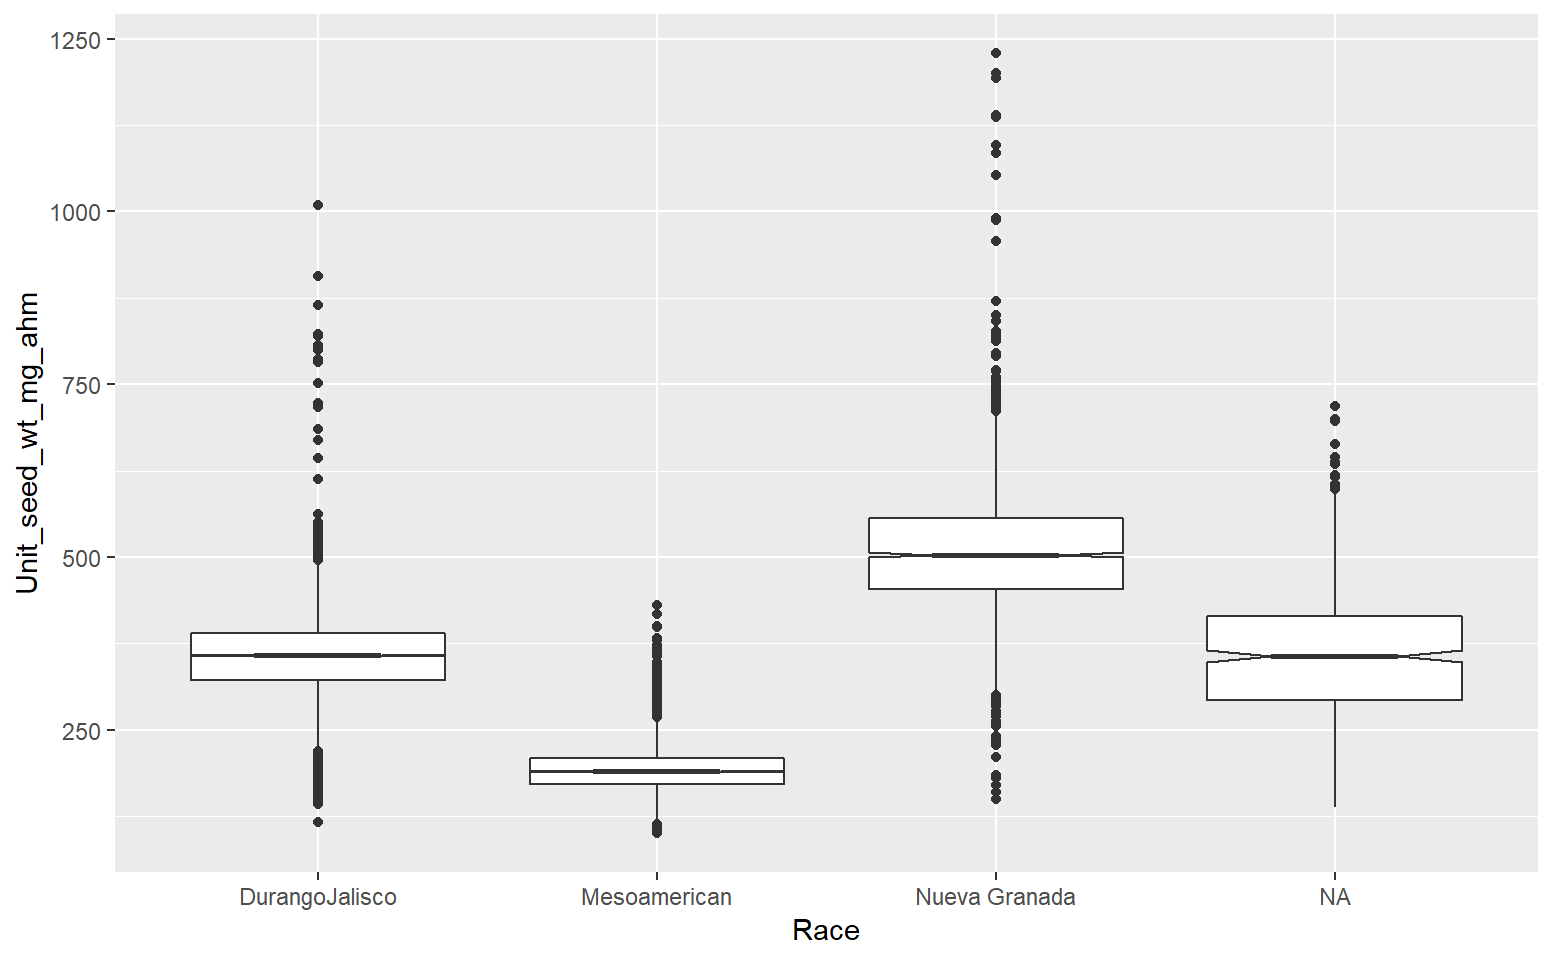 1250
1000
750
500
250
Unit_seed_wt_mg_ahm
DurangoJalisco
Mesoamerican
Nueva Granada
NA
Race